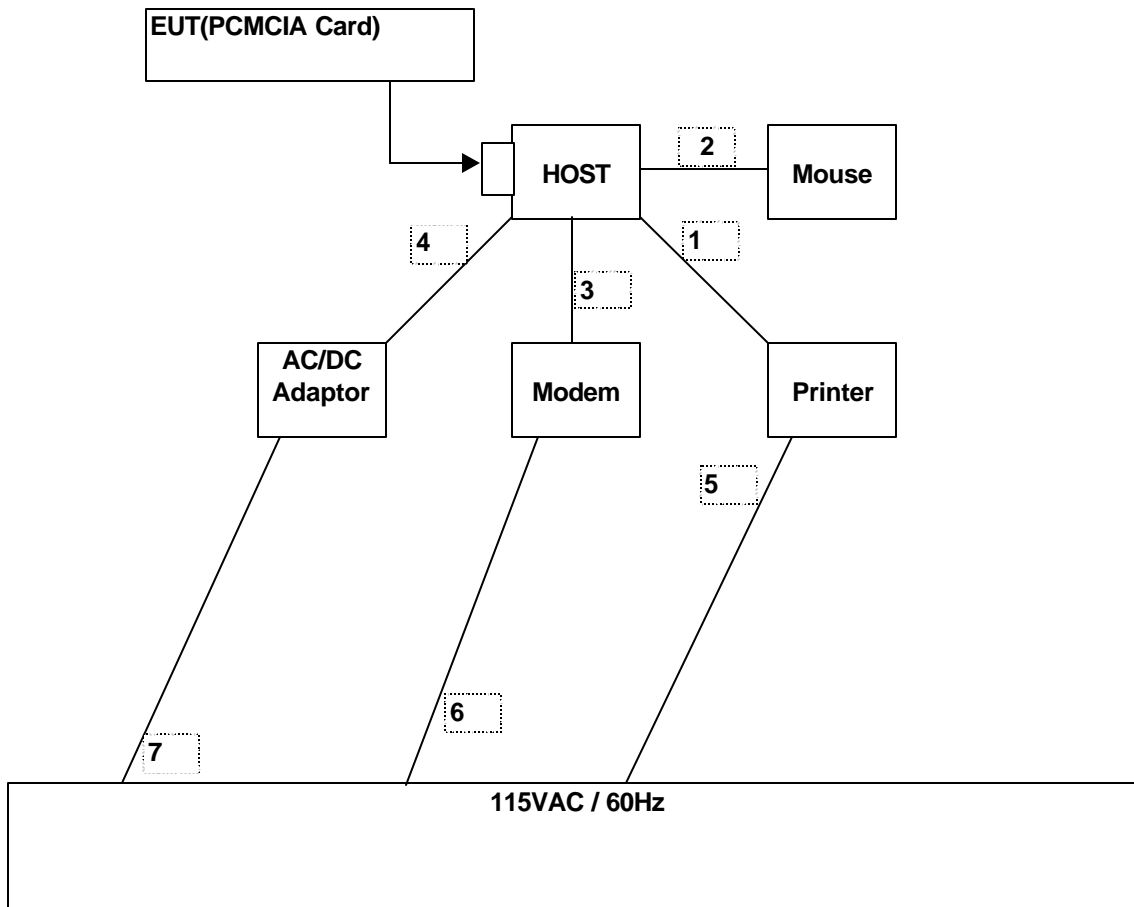 EUT(PCMCIA Card)
HOST
2
Mouse
4
1
3
AC/DC
Adaptor
Modem
Printer
5
6
7
115VAC / 60Hz